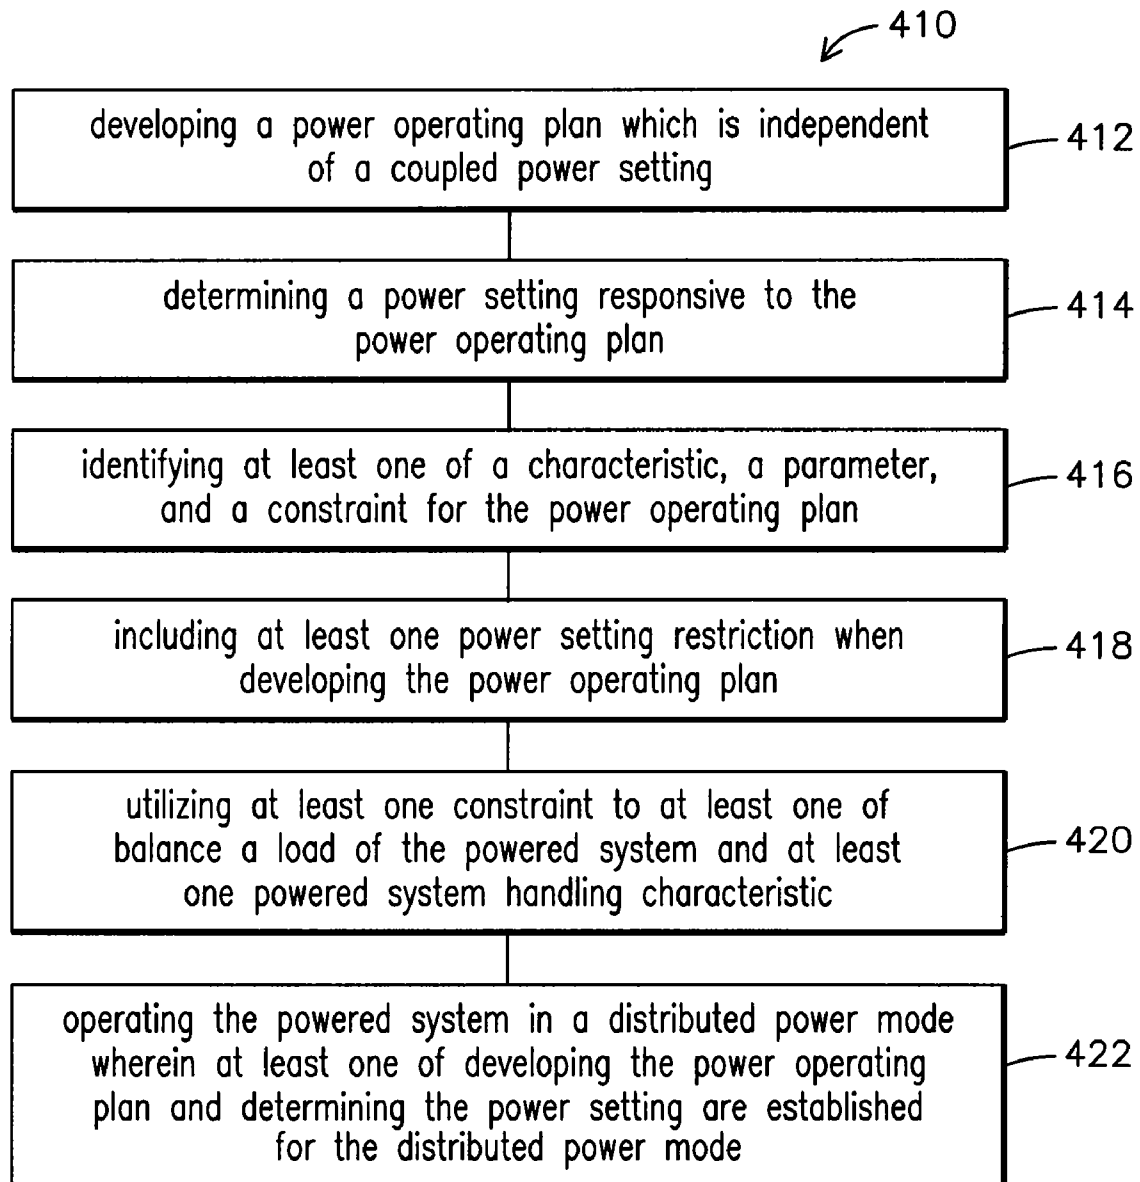 410
developing a power operating plan which is independent
of a coupled power setting
412
determining a power setting responsive to the
power operating plan
414
identifying at least one of a characteristic, a parameter,
and a constraint for the power operating plan
416
including at least one power setting restriction when
developing the power operating plan
418
utilizing at least one constraint to at least one of
balance a load of the powered system and at least
one powered system handling characteristic
420
operating the powered system in a distributed power mode
wherein at least one of developing the power operating
plan and determining the power setting are established
for the distributed power mode
422